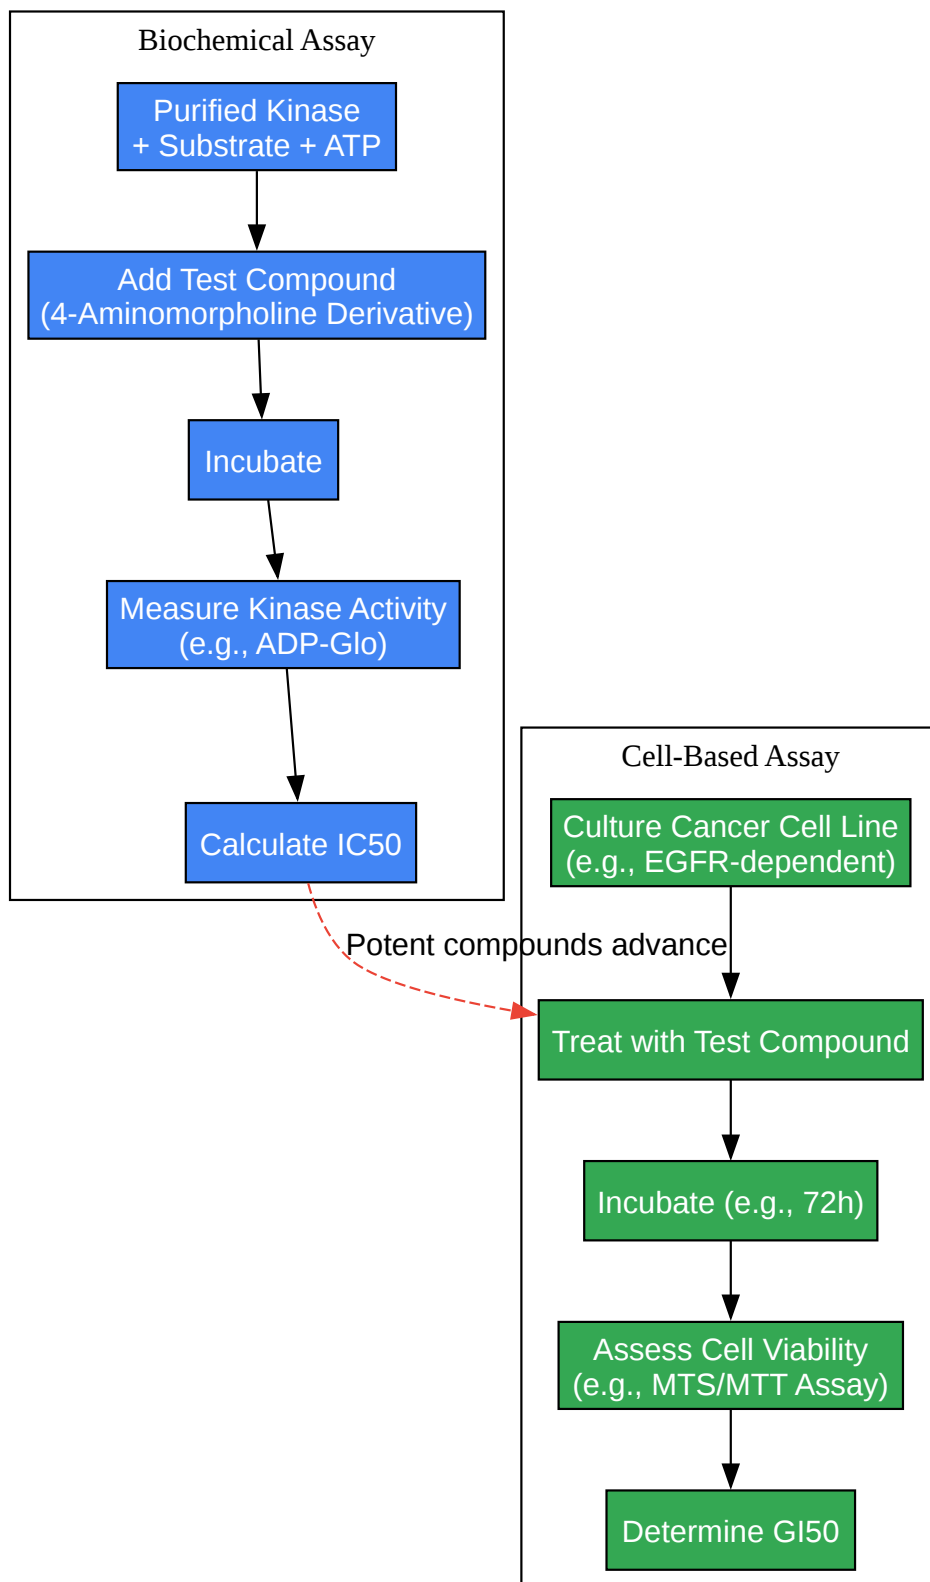 Biochemical Assay
Purified Kinase
+ Substrate + ATP
Add Test Compound
(4-Aminomorpholine Derivative)
Incubate
Measure Kinase Activity
(e.g., ADP-Glo)
Calculate IC50
Potent compounds advance
Cell-Based Assay
Culture Cancer Cell Line
(e.g., EGFR-dependent)
Treat with Test Compound
Incubate (e.g., 72h)
Assess Cell Viability
(e.g., MTS/MTT Assay)
Determine GI50